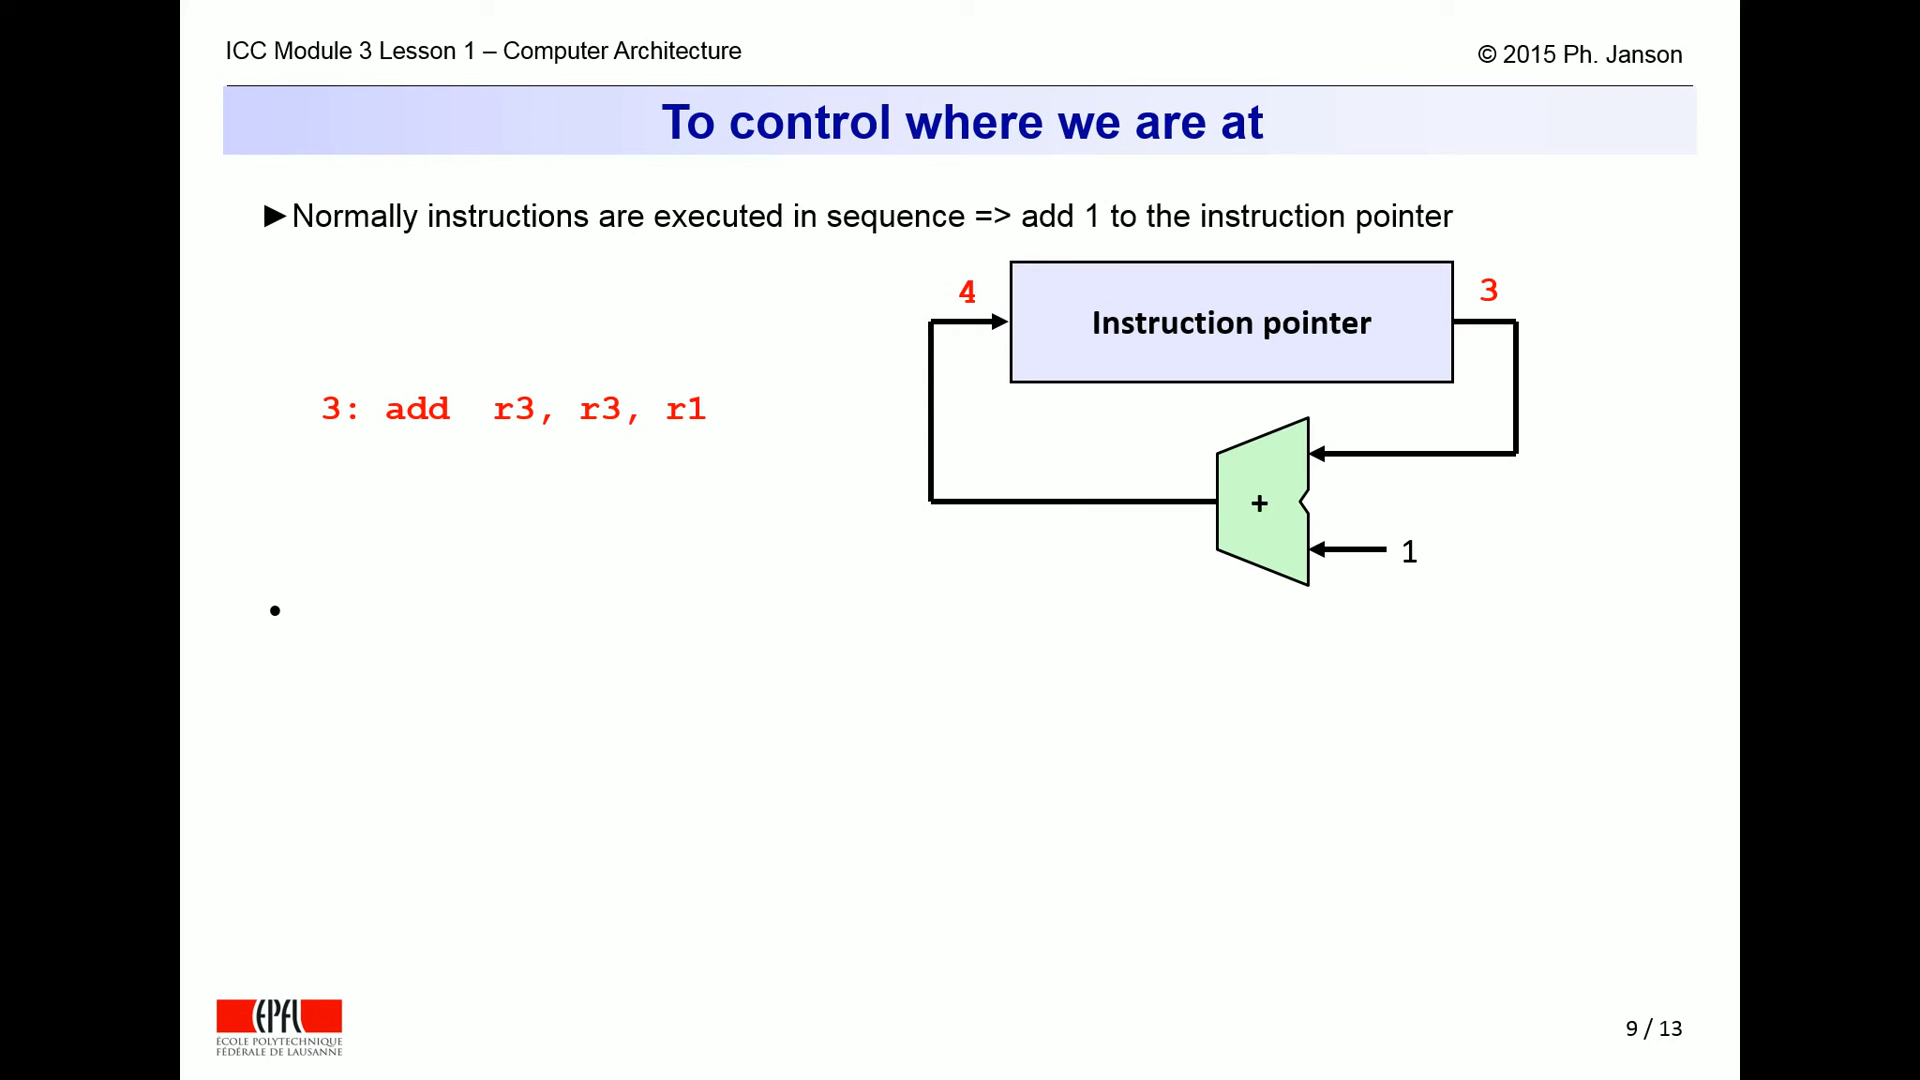 ICC Module 3 Lesson 1 – Computer Architecture
© 2015 Ph. Janson
To control where we are at
►Normally instructions are executed in sequence => add 1 to the instruction pointer
4
Instruction pointer
3
3: add r3, r3, r1
+
1
•
EPFL
ÉCOLE POLYTECHNIQUE
FÉDÉRALE DE LAUSANNE
9 / 13